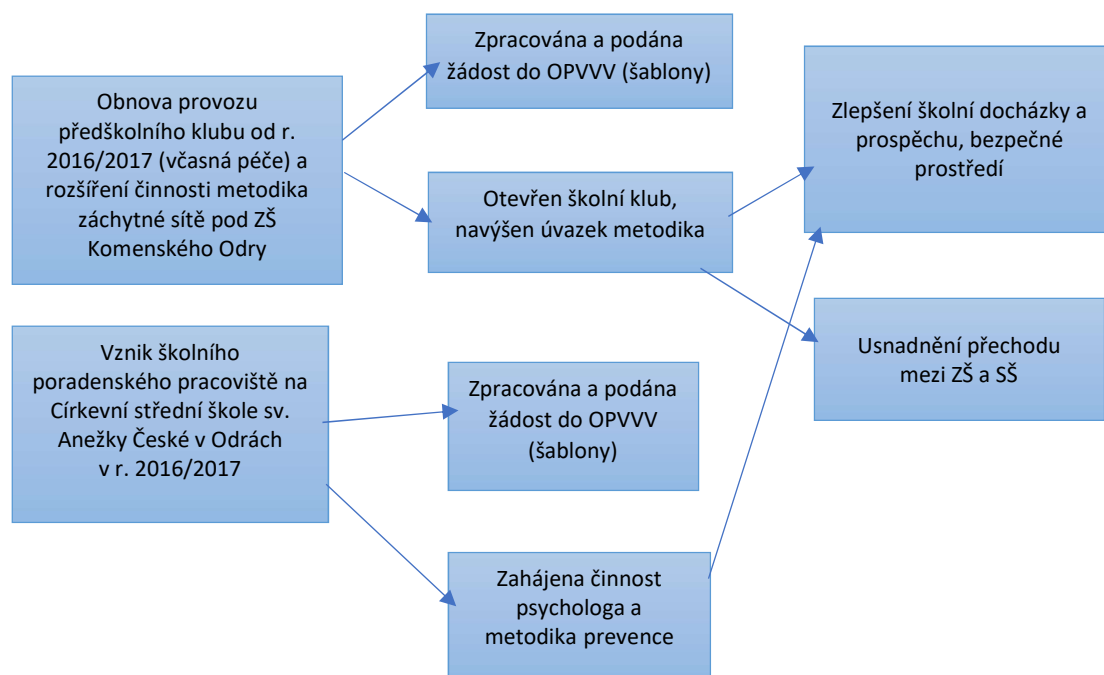 Obnova provozu
předškolního klubu od r.
2016/2017 (včasná péče) a
rozšíření činnosti metodika
záchytné sítě pod ZŠ
Komenského Odry
Zpracována a podána
žádost do OPVVV (šablony)
Otevřen školní klub,
navýšen úvazek metodika
Zlepšení školní docházky a
prospěchu, bezpečné
prostředí
Usnadnění přechodu
mezi ZŠ a SŠ
Vznik školního
poradenského pracoviště na
Církevní střední škole sv.
Anežky České v Odrách
v r. 2016/2017
Zpracována a podána
žádost do OPVVV
(šablony)
Zahájena činnost
psychologa a
metodika prevence